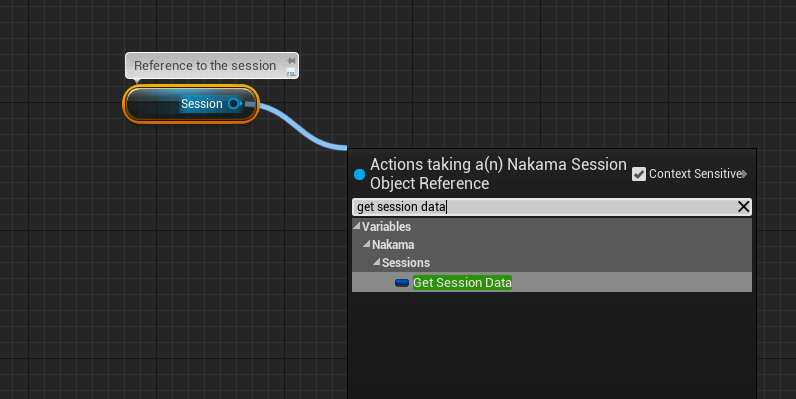 Reference to the session
Session
Actions taking a(n) Nakama Session
Object Reference
Context Sensitive
get session data
Variables
Nakama
Sessions
Get Session Data